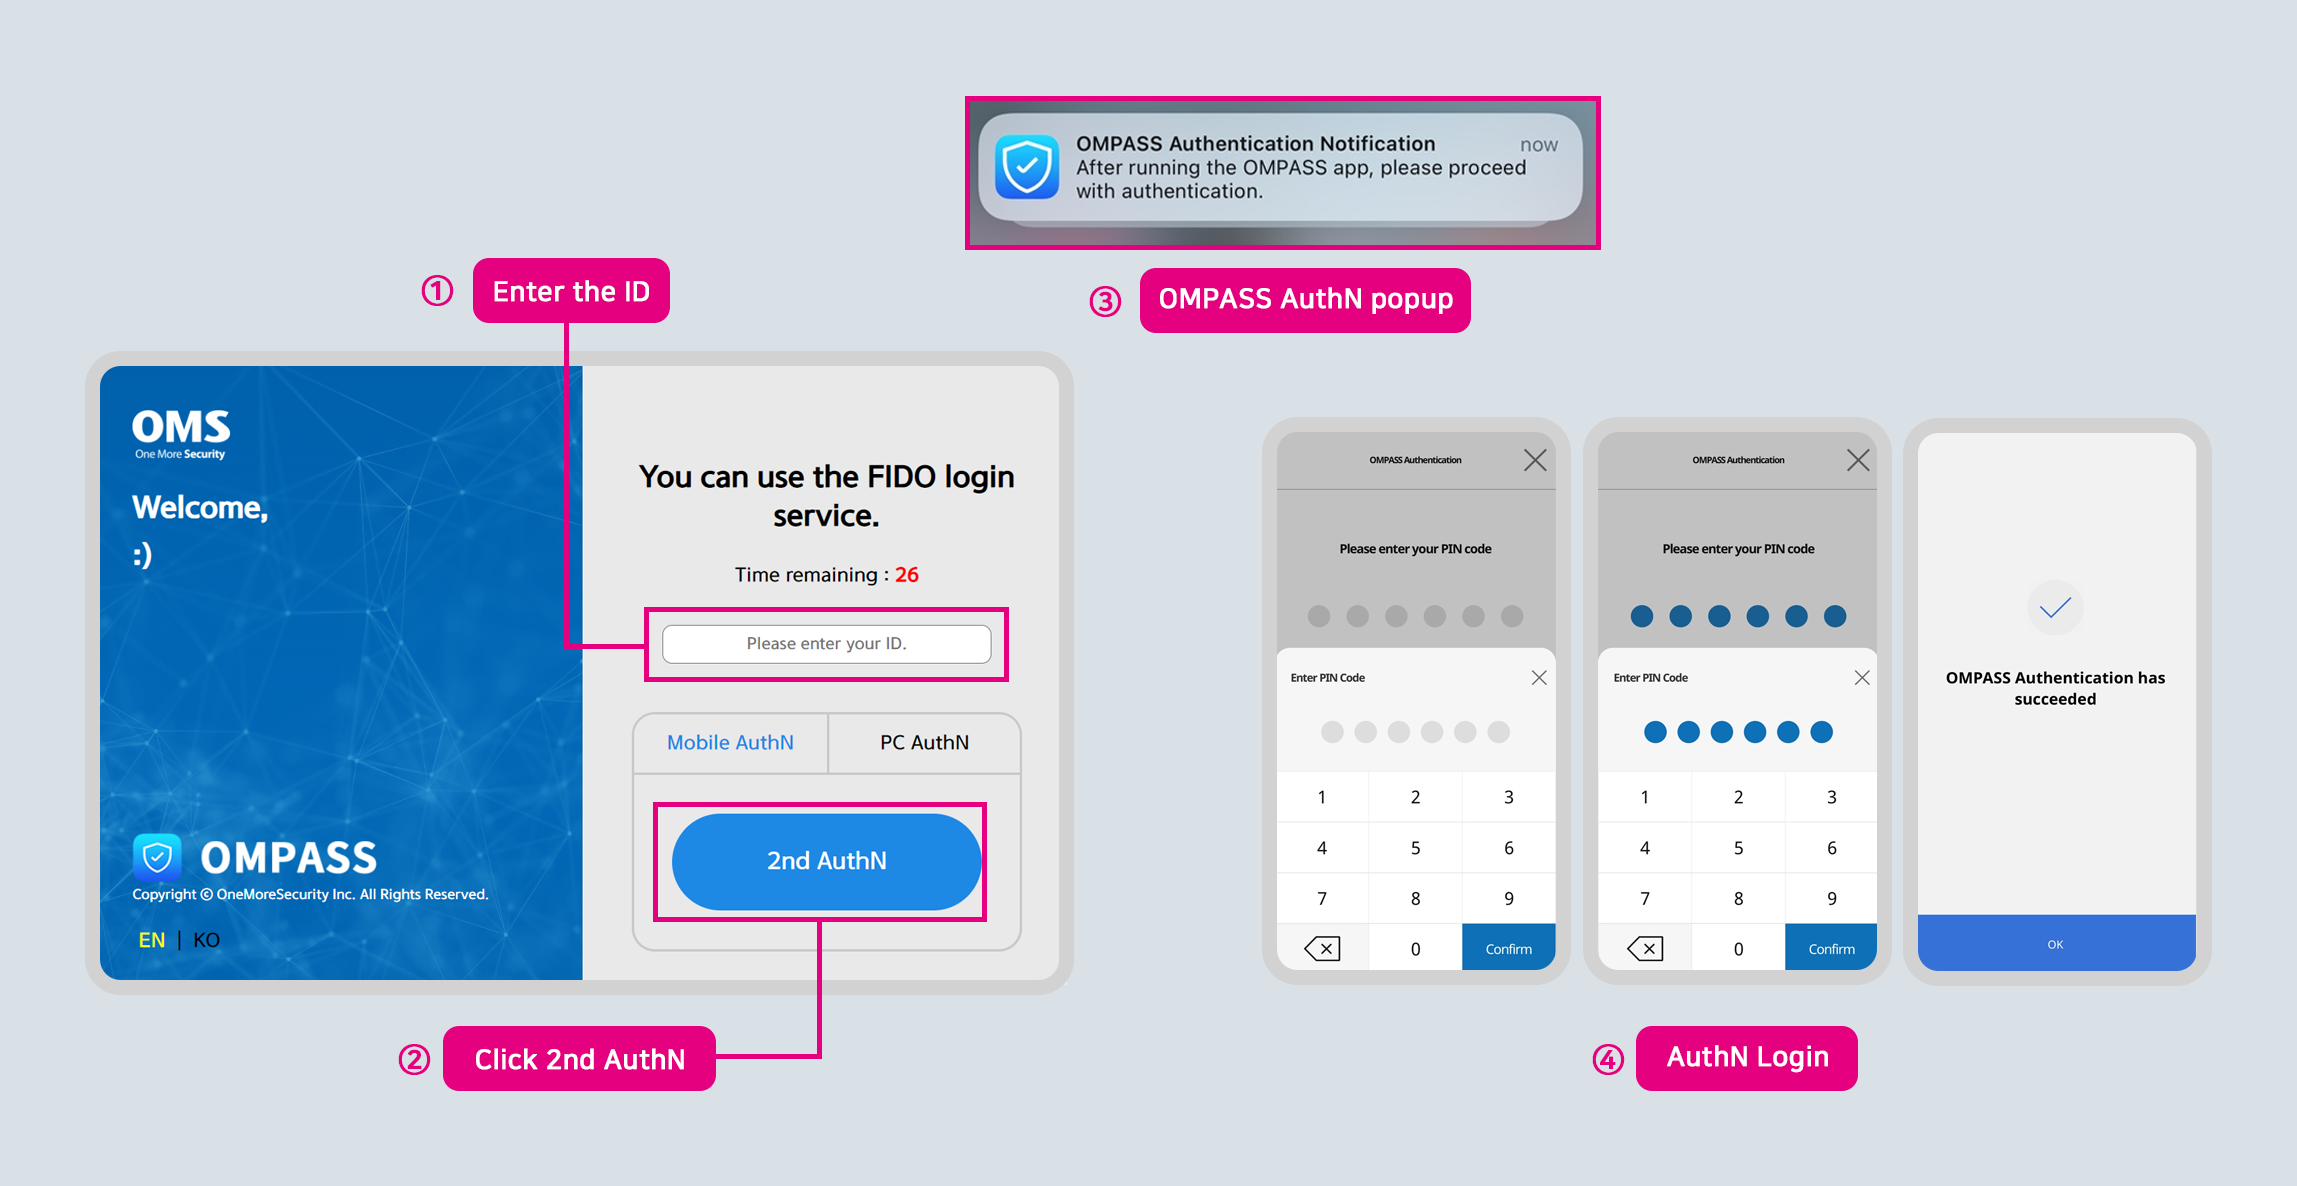 OMPASS Authentication Notification now
After running the OMPASS app, please proceed
with authentication.
① Enter the ID
③ OMPASS AuthN popup
OMS
One More Security
Welcome,
:)
OMPASS
Copyright © OneMoreSecurity Inc. All Rights Reserved.
EN | KO
You can use the FIDO login
service.
Time remaining : 26
Please enter your ID.
Mobile AuthN
PC AuthN
2nd AuthN
② Click 2nd AuthN
OMPASS Authentication
Please enter your PIN code
Enter PIN Code
1 2 3
4 5 6
7 8 9
0 Confirm
OMPASS Authentication
Please enter your PIN code
Enter PIN Code
1 2 3
4 5 6
7 8 9
0 Confirm
OMPASS Authentication has
succeeded
OK
④ AuthN Login